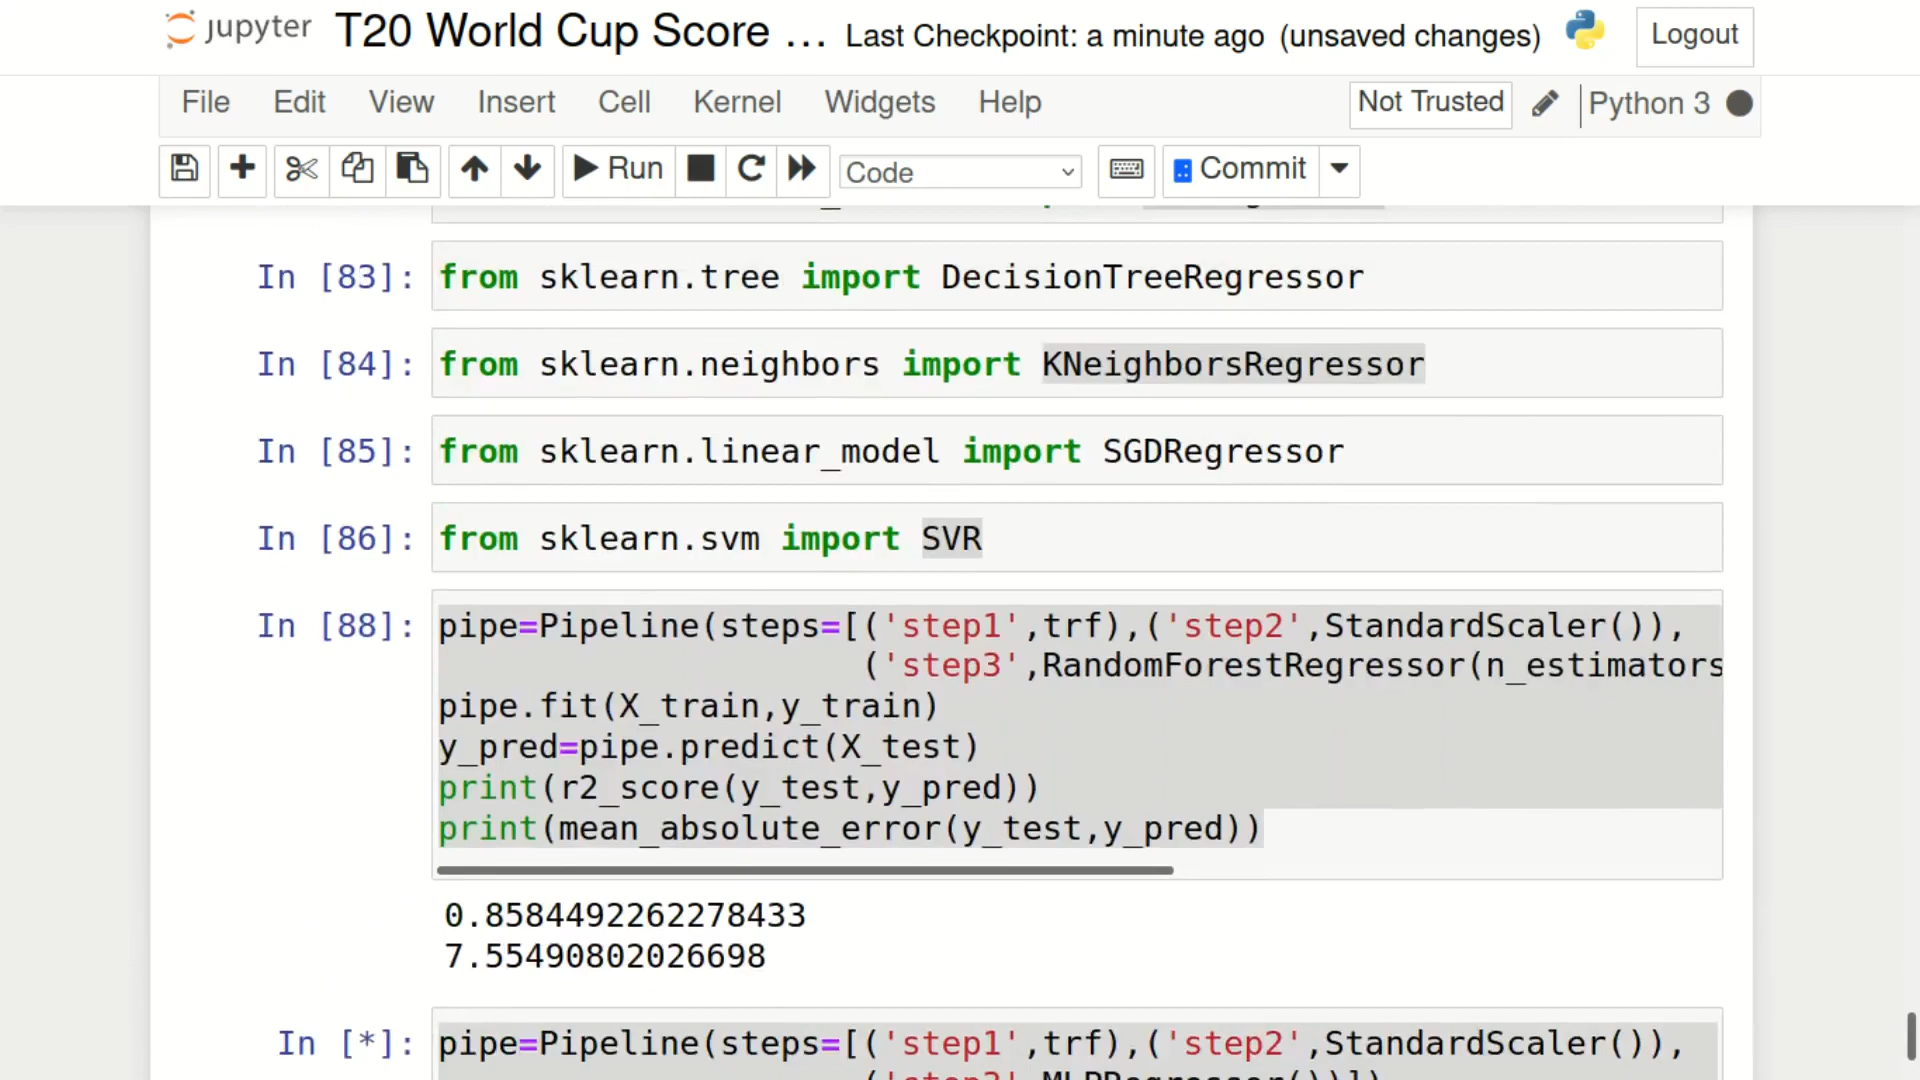 jupyter T20 World Cup Score ... Last Checkpoint: a minute ago (unsaved changes) Logout
File Edit View Insert Cell Kernel Widgets Help Not Trusted Python 3
Run Code Commit
In [83]: from sklearn.tree import DecisionTreeRegressor
In [84]: from sklearn.neighbors import KNeighborsRegressor
In [85]: from sklearn.linear_model import SGDRegressor
In [86]: from sklearn.svm import SVR
In [88]: pipe=Pipeline(steps=[('step1',trf),('step2',StandardScaler()),
('step3',RandomForestRegressor(n_estimators
pipe.fit(X_train,y_train)
y_pred=pipe.predict(X_test)
print(r2_score(y_test,y_pred))
print(mean_absolute_error(y_test,y_pred))
0.8584492262278433
7.55490802026698
In [*]: pipe=Pipeline(steps=[('step1',trf),('step2',StandardScaler()),
('step3',MLPRegressor())])